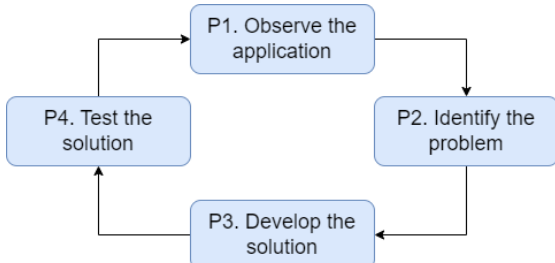 P1. Observe the
application
P2. Identify the
problem
P3. Develop the
solution
P4. Test the
solution